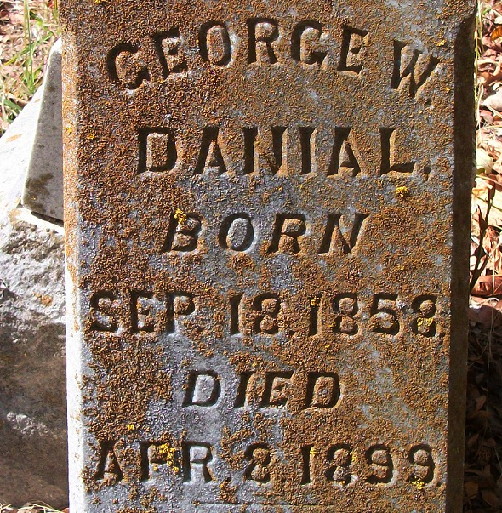 GEORGE W.
DANIAL,
BORN
SEP. 18. 1858.
DIED
APR. 8. 1899.